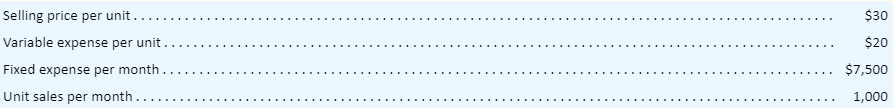 Selling price per unit . . . . . . . . . . . . . . . . . . . . . . . . . . . . . . . . . . . . . . . . $30
Variable expense per unit . . . . . . . . . . . . . . . . . . . . . . . . . . . . . . . . . . . . . . . . $20
Fixed expense per month . . . . . . . . . . . . . . . . . . . . . . . . . . . . . . . . . . . . . . . . $7,500
Unit sales per month . . . . . . . . . . . . . . . . . . . . . . . . . . . . . . . . . . . . . . . . 1,000